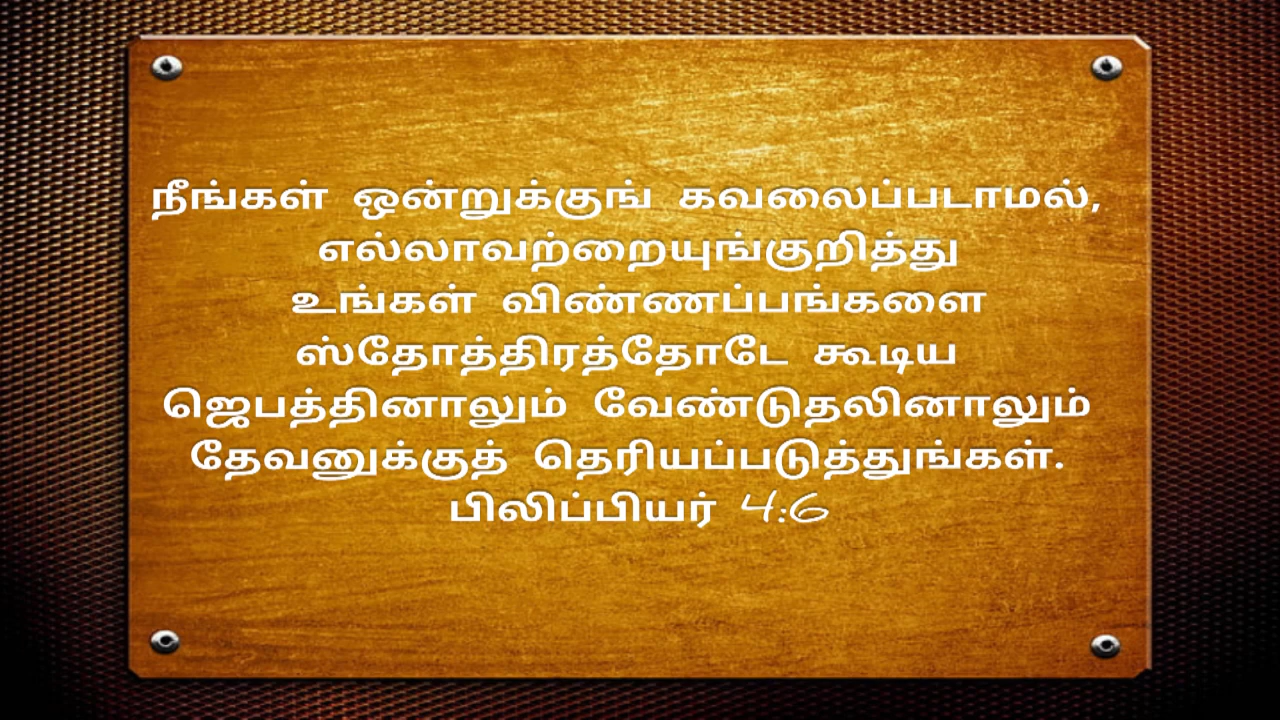 நீங்கள் ஒன்றுக்குங் கவலைப்படாமல்,
எல்லாவற்றையுங்குறித்து
உங்கள் விண்ணப்பங்களை
ஸ்தோத்திரத்தோடே கூடிய
ஜெபத்தினாலும் வேண்டுதலினாலும்
தேவனுக்குத் தெரியப்படுத்துங்கள்.
பிலிப்பியர் 4:6